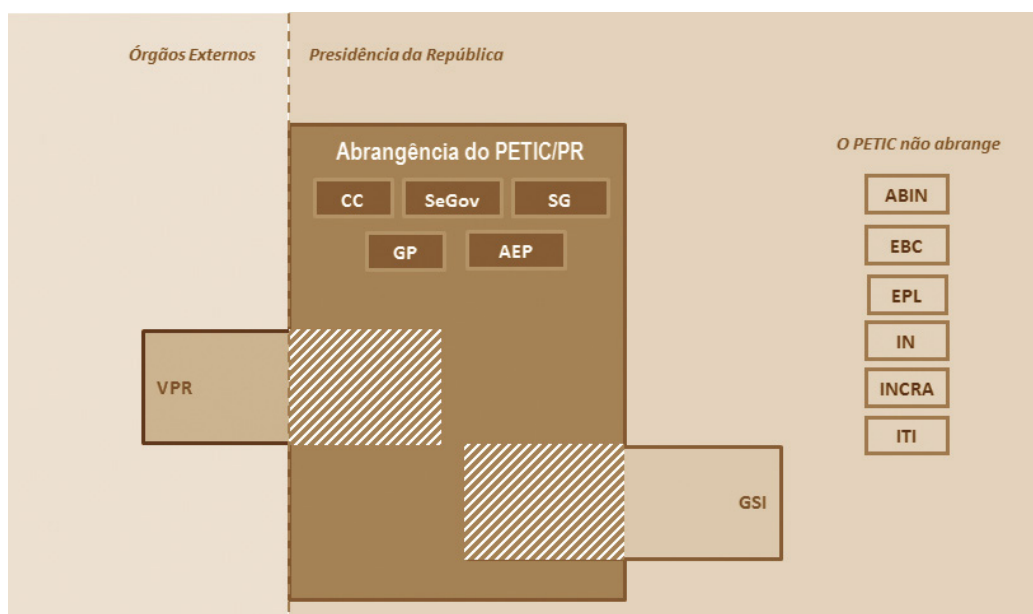 Órgãos Externos
Presidência da República
Abrangência do PETIC/PR
CC
SeGov
SG
GP
AEP
VPR
GSI
O PETIC não abrange
ABIN
EBC
EPL
IN
INCRA
ITI